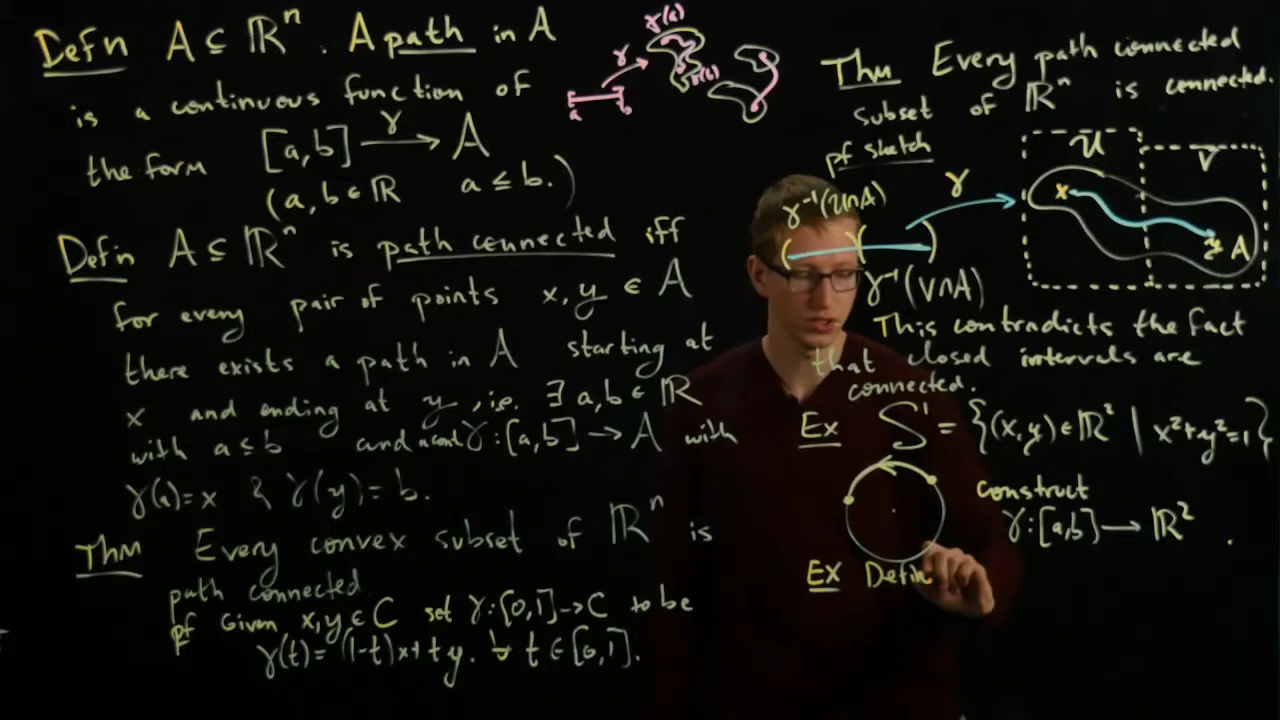 Defn A ⊆ ℝⁿ. A path in A
is a continuous function of
the form [a,b] —γ→ A
(a,b ∈ ℝ a ≤ b.)
γ(a)
γ
γ(b)
a b
Defn A ⊆ ℝⁿ is path connected iff
for every pair of points x,y ∈ A
there exists a path in A starting at
x and ending at y, i.e. ∃ a,b ∈ ℝ
with a ≤ b and a cont γ:[a,b] → A with
γ(a)=x & γ(y)=b.
Thm Every convex subset of ℝⁿ is
path connected.
pf Given x,y ∈ C set γ:[0,1]→C to be
γ(t)=(1-t)x+ty. ∀ t ∈ [0,1].
Thm Every path connected
subset of ℝⁿ is connected.
pf sketch
U V
γ⁻¹(U∩A) γ x
y A
γ⁻¹(V∩A)
This contradicts the fact
that closed intervals are
connected.
Ex S¹ = {(x,y)∈ℝ² | x²+y²=1}
construct
γ:[a,b] → ℝ².
Ex Defin